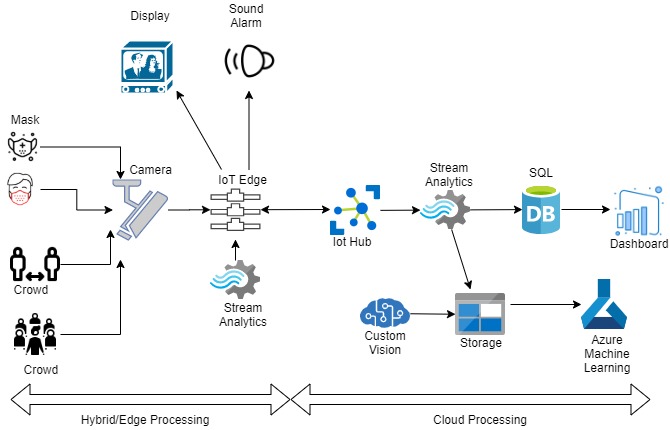 Display
Sound
Alarm
Mask
Camera
IoT Edge
Stream
Analytics
SQL
DB
Iot Hub
Dashboard
Crowd
Stream
Analytics
Custom
Vision
Storage
Azure
Machine
Learning
Crowd
Hybrid/Edge Processing
Cloud Processing